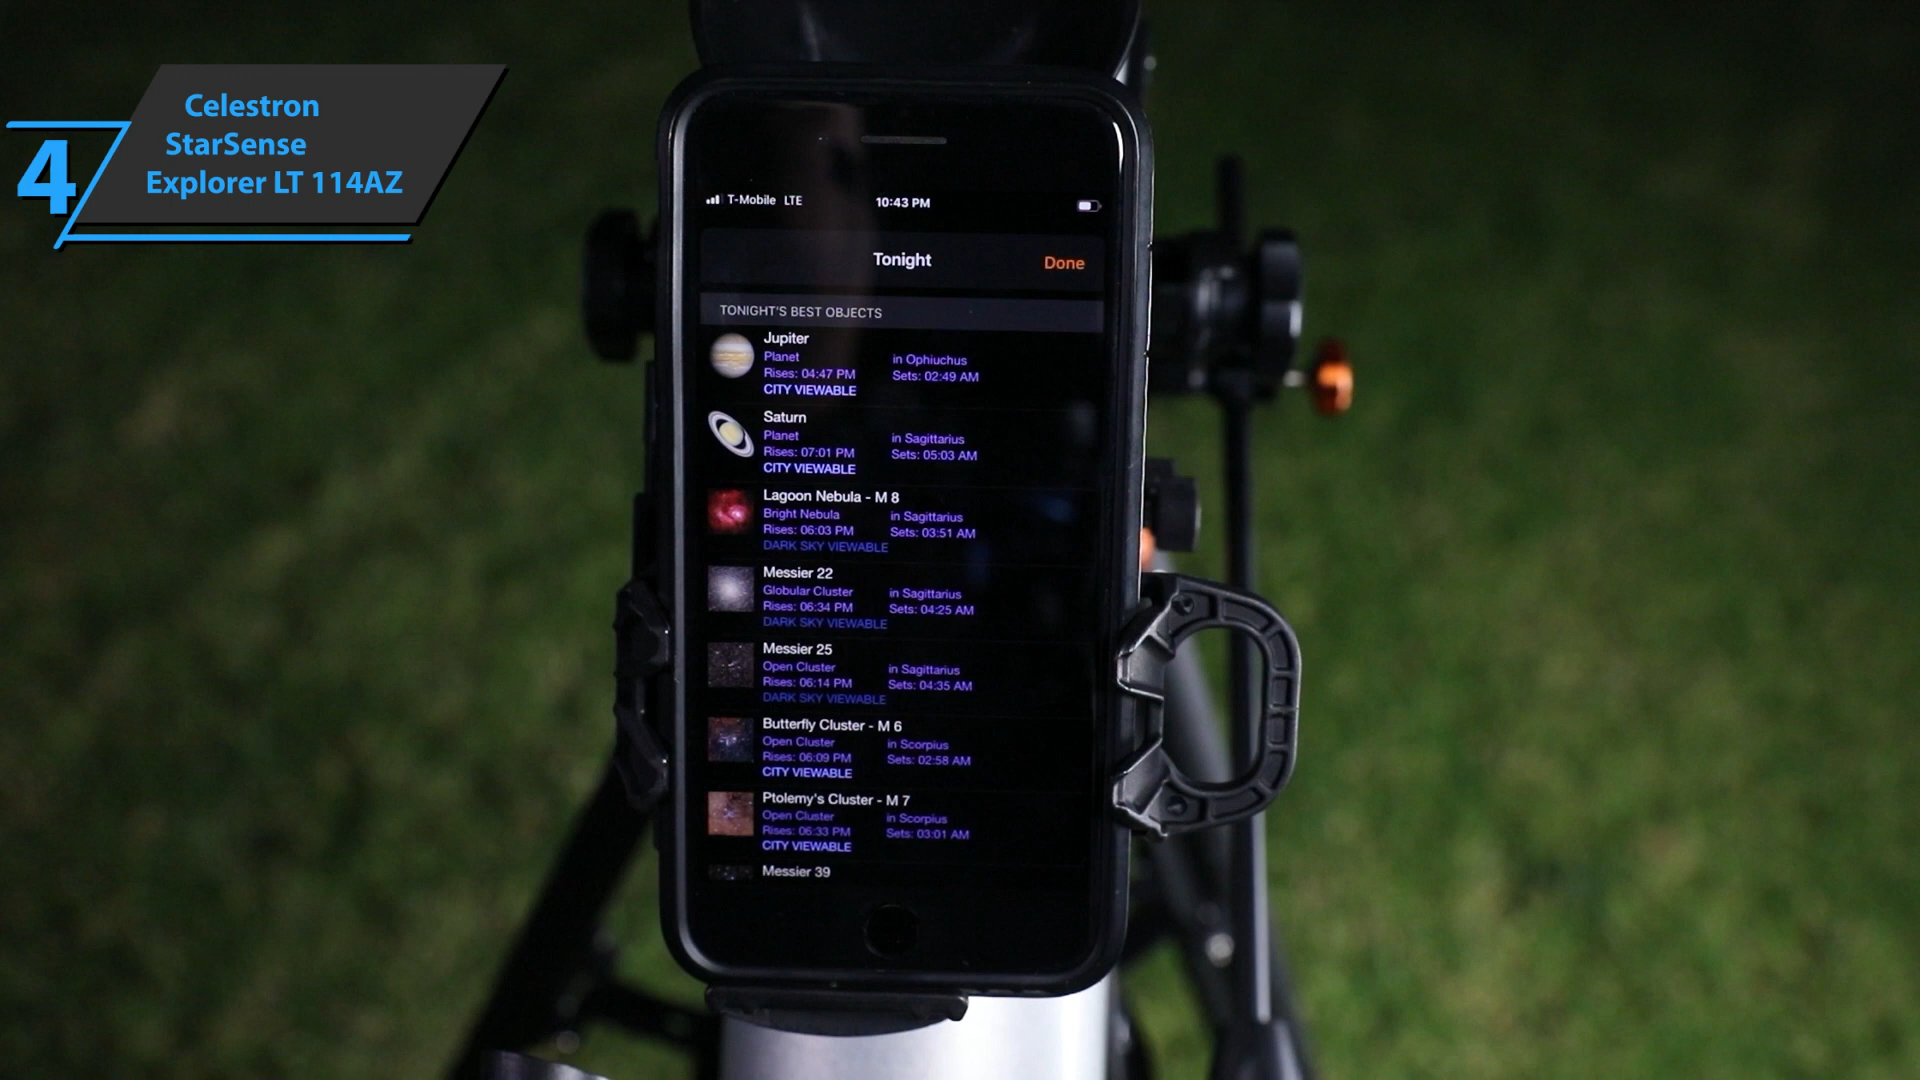 4
Celestron
StarSense
Explorer LT 114AZ
T-Mobile LTE
10:43 PM
Tonight
Done
TONIGHT'S BEST OBJECTS
Jupiter
Planet
in Ophiuchus
Rises: 04:47 PM
Sets: 02:49 AM
CITY VIEWABLE
Saturn
Planet
in Sagittarius
Rises: 07:01 PM
Sets: 05:03 AM
CITY VIEWABLE
Lagoon Nebula - M 8
Bright Nebula
in Sagittarius
Rises: 06:03 PM
Sets: 03:51 AM
DARK SKY VIEWABLE
Messier 22
Globular Cluster
in Sagittarius
Rises: 06:34 PM
Sets: 04:25 AM
DARK SKY VIEWABLE
Messier 25
Open Cluster
in Sagittarius
Rises: 06:14 PM
Sets: 04:35 AM
DARK SKY VIEWABLE
Butterfly Cluster - M 6
Open Cluster
in Scorpius
Rises: 06:09 PM
Sets: 02:58 AM
CITY VIEWABLE
Ptolemy's Cluster - M 7
Open Cluster
in Scorpius
Rises: 06:33 PM
Sets: 03:01 AM
CITY VIEWABLE
Messier 39